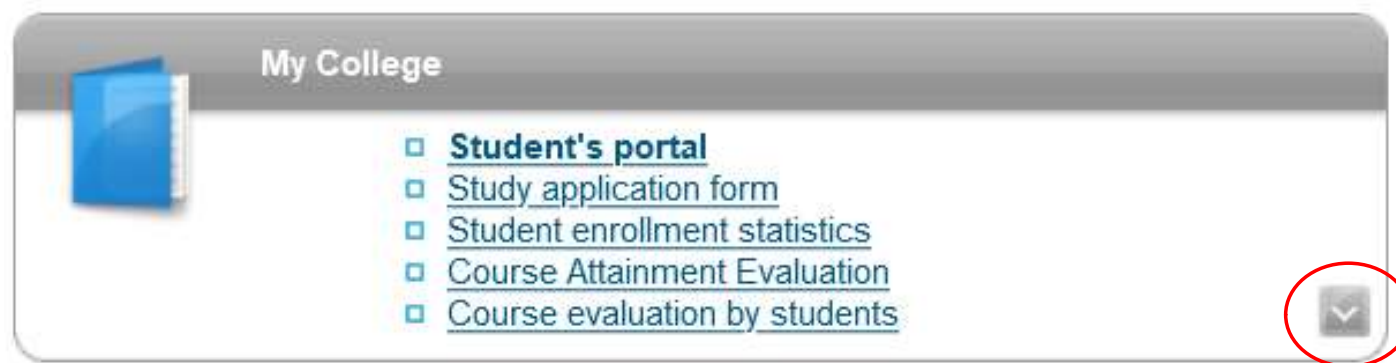 My College
Student's portal
Study application form
Student enrollment statistics
Course Attainment Evaluation
Course evaluation by students